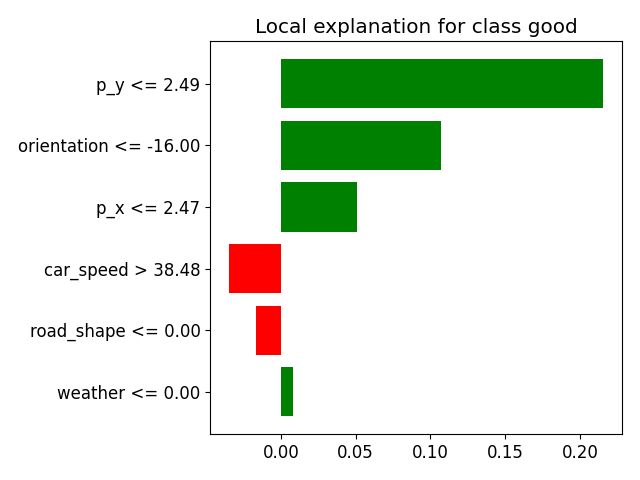 Local explanation for class good
p_y <= 2.49
orientation <= -16.00
p_x <= 2.47
car_speed > 38.48
road_shape <= 0.00
weather <= 0.00
0.00 0.05 0.10 0.15 0.20